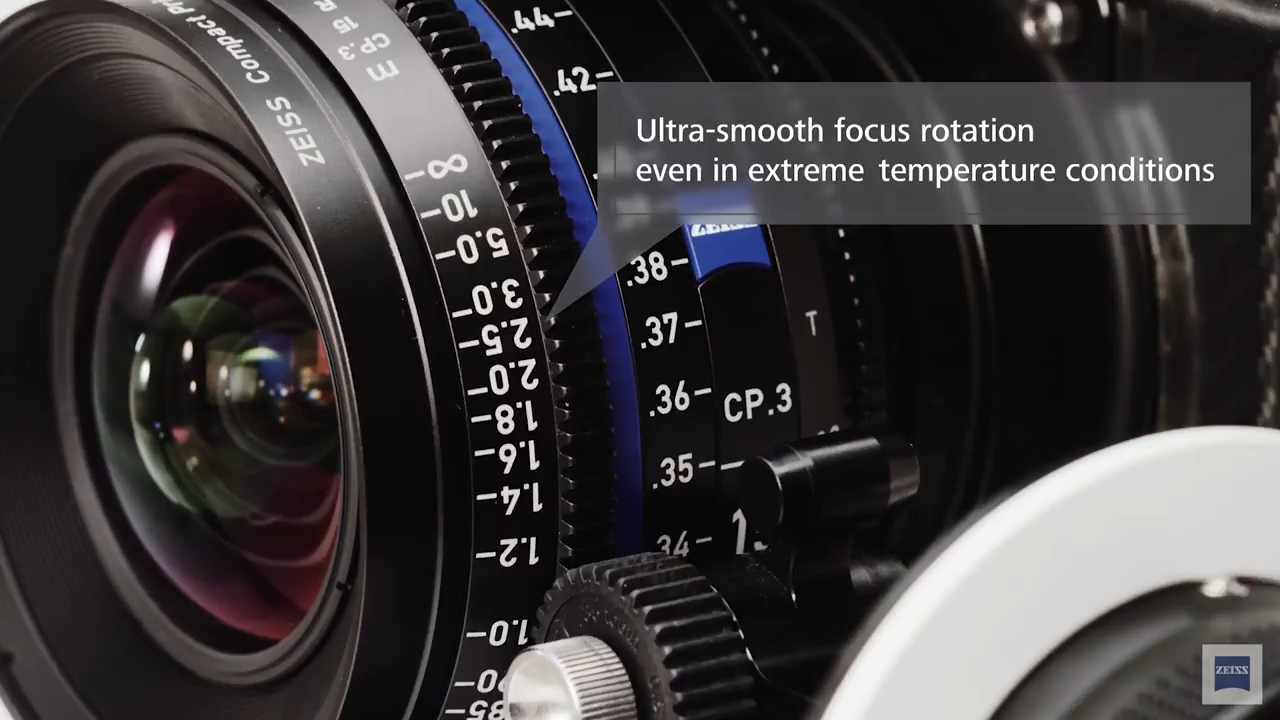 Ultra-smooth focus rotation
even in extreme temperature conditions
ZEISS Compact
CP.3
∞
10
5.0
3.0
2.5
2.0
1.8
1.6
1.4
1.2
1.0
.44
.42
.38
.37
.36
.35
34
ZEISS
T
CP.3
ZEISS